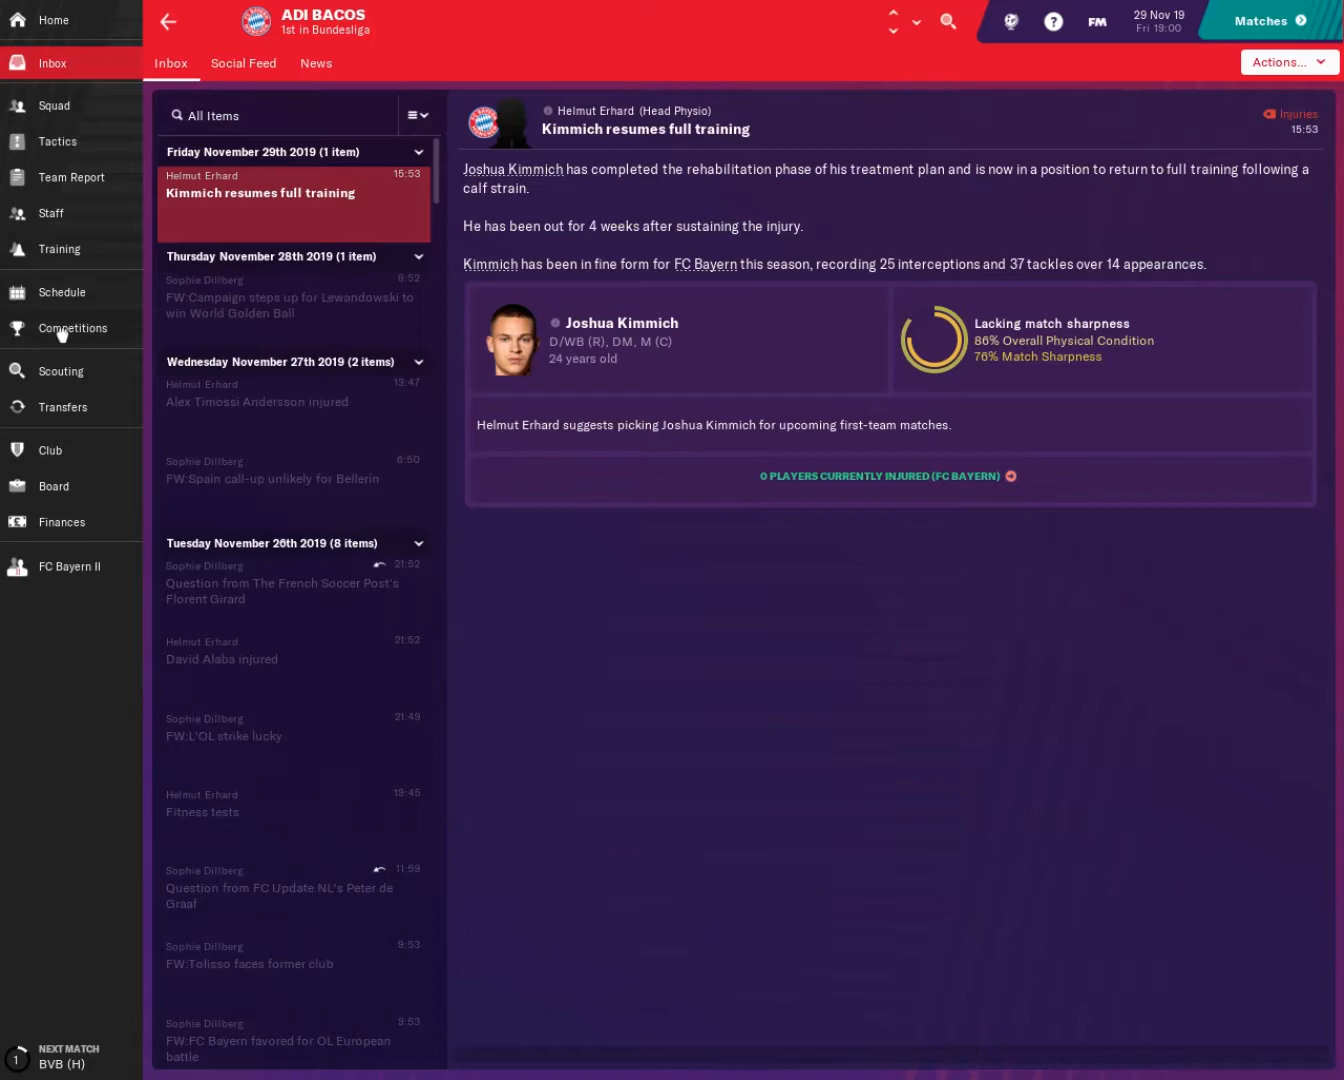 Home
Inbox
Squad
Tactics
Team Report
Staff
Training
Schedule
Competitions
Scouting
Transfers
Club
Board
Finances
FC Bayern II
1
NEXT MATCH
BVB (H)
ADI BACOS
1st in Bundesliga
FM
29 Nov 19
Fri 19:00
Matches
Inbox
Social Feed
News
Actions...
All Items
Friday November 29th 2019 (1 item)
Helmut Erhard 15:53
Kimmich resumes full training
Thursday November 28th 2019 (1 item)
Sophie Dillberg 6:52
FW:Campaign steps up for Lewandowski to
win World Golden Ball
Wednesday November 27th 2019 (2 items)
Helmut Erhard 13:47
Alex Timossi Andersson injured
Sophie Dillberg 6:50
FW:Spain call-up unlikely for Bellerin
Tuesday November 26th 2019 (8 items)
Sophie Dillberg 21:52
Question from The French Soccer Post's
Florent Girard
Helmut Erhard 21:52
David Alaba injured
Sophie Dillberg 21:49
FW:L'OL strike lucky
Helmut Erhard 19:45
Fitness tests
Sophie Dillberg 11:59
Question from FC Update.NL's Peter de
Graaf
Sophie Dillberg 9:53
FW:Tolisso faces former club
Sophie Dillberg 9:53
FW:FC Bayern favored for OL European
battle
Helmut Erhard (Head Physio)
Kimmich resumes full training
Injuries
15:53
Joshua Kimmich has completed the rehabilitation phase of his treatment plan and is now in a position to return to full training following a
calf strain.
He has been out for 4 weeks after sustaining the injury.
Kimmich has been in fine form for FC Bayern this season, recording 25 interceptions and 37 tackles over 14 appearances.
Joshua Kimmich
D/WB (R), DM, M (C)
24 years old
Lacking match sharpness
86% Overall Physical Condition
76% Match Sharpness
Helmut Erhard suggests picking Joshua Kimmich for upcoming first-team matches.
0 PLAYERS CURRENTLY INJURED (FC BAYERN)